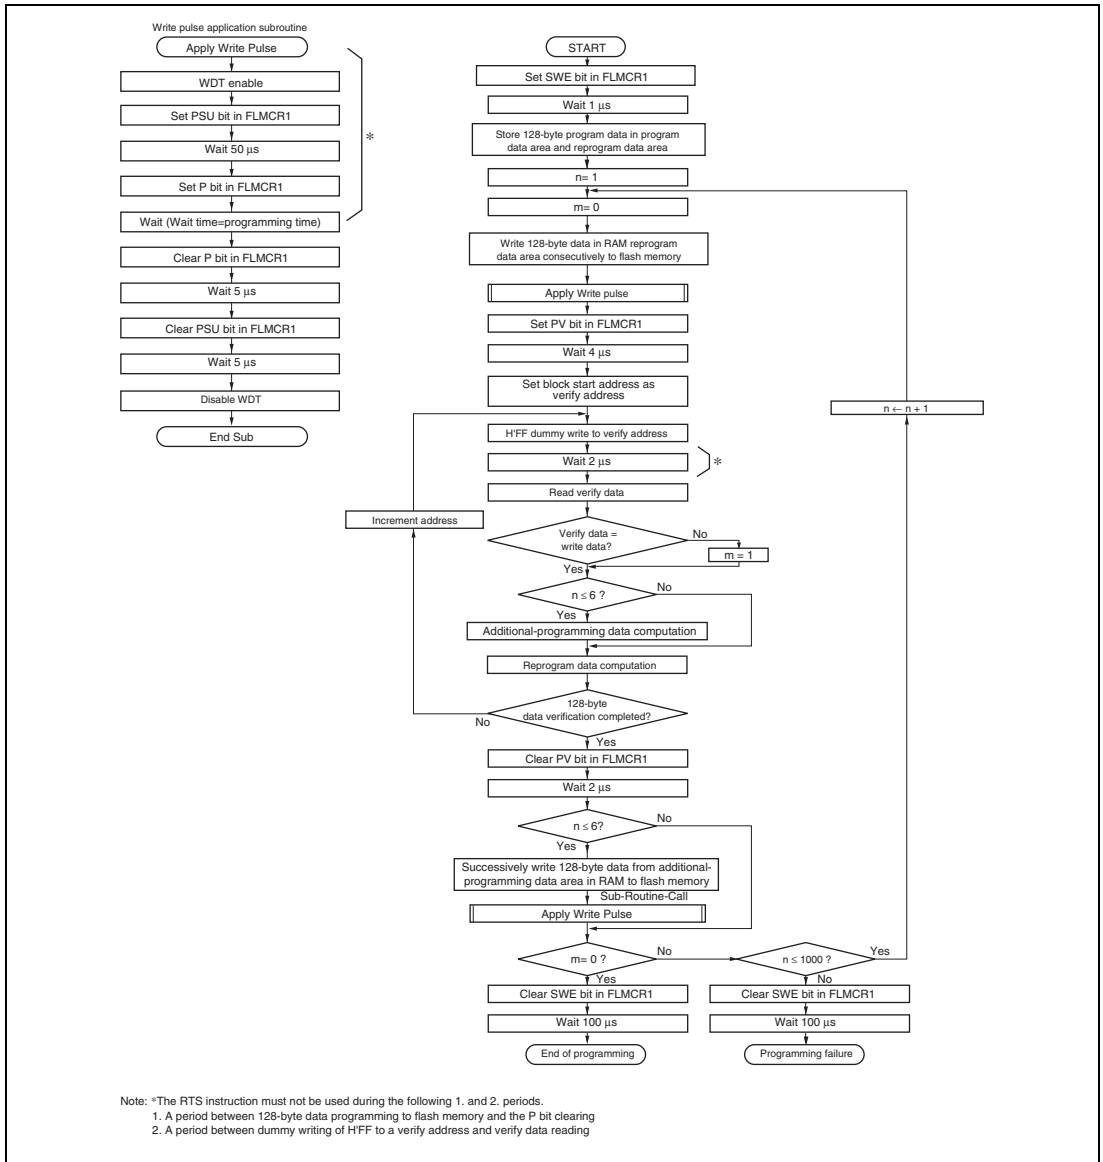 Write pulse application subroutine
Apply Write Pulse
WDT enable
Set PSU bit in FLMCR1
Wait 50 μs
Set P bit in FLMCR1
Wait (Wait time=programming time)
Clear P bit in FLMCR1
Wait 5 μs
Clear PSU bit in FLMCR1
Wait 5 μs
Disable WDT
End Sub
*
START
Set SWE bit in FLMCR1
Wait 1 μs
Store 128-byte program data in program
data area and reprogram data area
n= 1
m= 0
Write 128-byte data in RAM reprogram
data area consecutively to flash memory
Apply Write pulse
Set PV bit in FLMCR1
Wait 4 μs
Set block start address as
verify address
n ← n + 1
H'FF dummy write to verify address
Wait 2 μs
*
Read verify data
Increment address
Verify data =
write data?
No
m = 1
Yes
n ≤ 6 ?
No
Yes
Additional-programming data computation
Reprogram data computation
128-byte
data verification completed?
No
Yes
Clear PV bit in FLMCR1
Wait 2 μs
n ≤ 6?
No
Yes
Successively write 128-byte data from additional-
programming data area in RAM to flash memory
Sub-Routine-Call
Apply Write Pulse
m= 0 ?
No
n ≤ 1000 ?
Yes
Yes
No
Clear SWE bit in FLMCR1
Clear SWE bit in FLMCR1
Wait 100 μs
Wait 100 μs
End of programming
Programming failure
Note: *The RTS instruction must not be used during the following 1. and 2. periods.
1. A period between 128-byte data programming to flash memory and the P bit clearing
2. A period between dummy writing of H'FF to a verify address and verify data reading